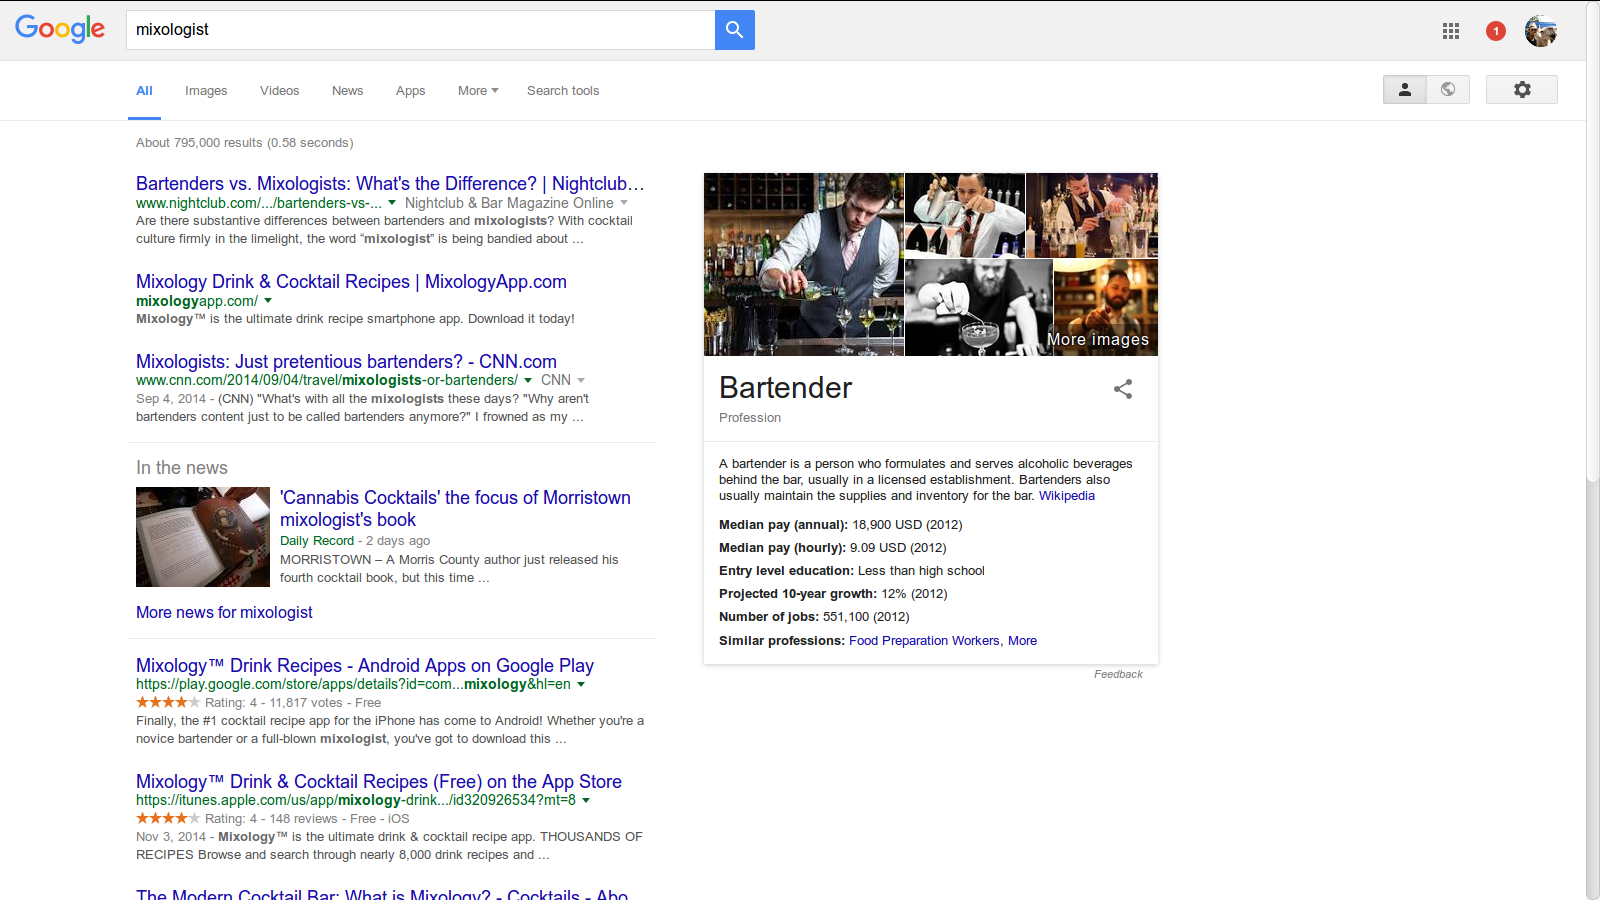 Google
mixologist
1
All Images Videos News Apps More Search tools
About 795,000 results (0.58 seconds)
Bartenders vs. Mixologists: What's the Difference? | Nightclub...
www.nightclub.com/.../bartenders-vs-... Nightclub & Bar Magazine Online
Are there substantive differences between bartenders and mixologists? With cocktail
culture firmly in the limelight, the word “mixologist” is being bandied about ...
Mixology Drink & Cocktail Recipes | MixologyApp.com
mixologyapp.com/
Mixology™ is the ultimate drink recipe smartphone app. Download it today!
Mixologists: Just pretentious bartenders? - CNN.com
www.cnn.com/2014/09/04/travel/mixologists-or-bartenders/ CNN
Sep 4, 2014 - (CNN) "What's with all the mixologists these days? "Why aren't
bartenders content just to be called bartenders anymore?" I frowned as my ...
In the news
'Cannabis Cocktails' the focus of Morristown
mixologist's book
Daily Record - 2 days ago
MORRISTOWN – A Morris County author just released his
fourth cocktail book, but this time ...
More news for mixologist
Mixology™ Drink Recipes - Android Apps on Google Play
https://play.google.com/store/apps/details?id=com...mixology&hl=en
Rating: 4 - 11,817 votes - Free
Finally, the #1 cocktail recipe app for the iPhone has come to Android! Whether you're a
novice bartender or a full-blown mixologist, you've got to download this ...
Mixology™ Drink & Cocktail Recipes (Free) on the App Store
https://itunes.apple.com/us/app/mixology-drink.../id320926534?mt=8
Rating: 4 - 148 reviews - Free - iOS
Nov 3, 2014 - Mixology™ is the ultimate drink & cocktail recipe app. THOUSANDS OF
RECIPES Browse and search through nearly 8,000 drink recipes and ...
The Modern Cocktail Bar: What is Mixology? - Cocktails - Abo
More images
Bartender
Profession
A bartender is a person who formulates and serves alcoholic beverages
behind the bar, usually in a licensed establishment. Bartenders also
usually maintain the supplies and inventory for the bar. Wikipedia
Median pay (annual): 18,900 USD (2012)
Median pay (hourly): 9.09 USD (2012)
Entry level education: Less than high school
Projected 10-year growth: 12% (2012)
Number of jobs: 551,100 (2012)
Similar professions: Food Preparation Workers, More
Feedback